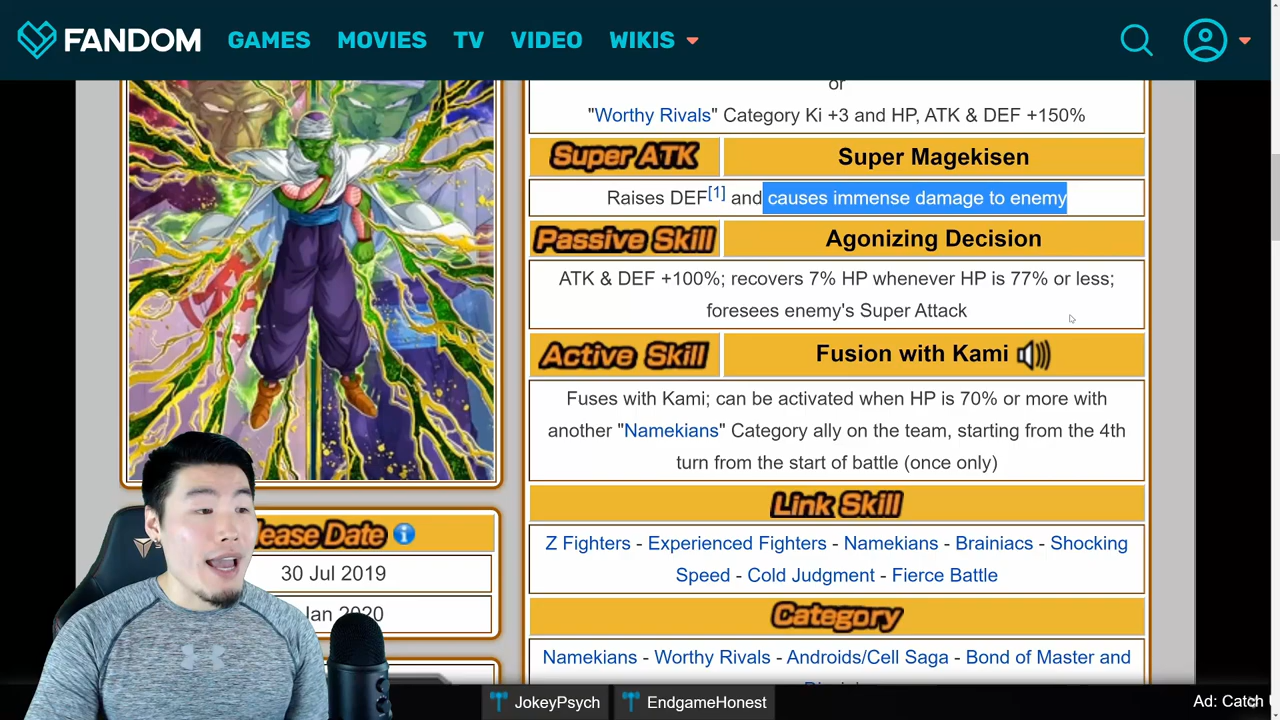 FANDOM GAMES MOVIES TV VIDEO WIKIS
or
"Worthy Rivals" Category Ki +3 and HP, ATK & DEF +150%
Super ATK Super Magekisen
Raises DEF[1] and causes immense damage to enemy
Passive Skill Agonizing Decision
ATK & DEF +100%; recovers 7% HP whenever HP is 77% or less;
foresees enemy's Super Attack
Active Skill Fusion with Kami
Fuses with Kami; can be activated when HP is 70% or more with
another "Namekians" Category ally on the team, starting from the 4th
turn from the start of battle (once only)
Link Skill
Z Fighters - Experienced Fighters - Namekians - Brainiacs - Shocking
Speed - Cold Judgment - Fierce Battle
Category
Namekians - Worthy Rivals - Androids/Cell Saga - Bond of Master and
lease Date
30 Jul 2019
Jan 2020
JokeyPsych EndgameHonest Ad: Catch